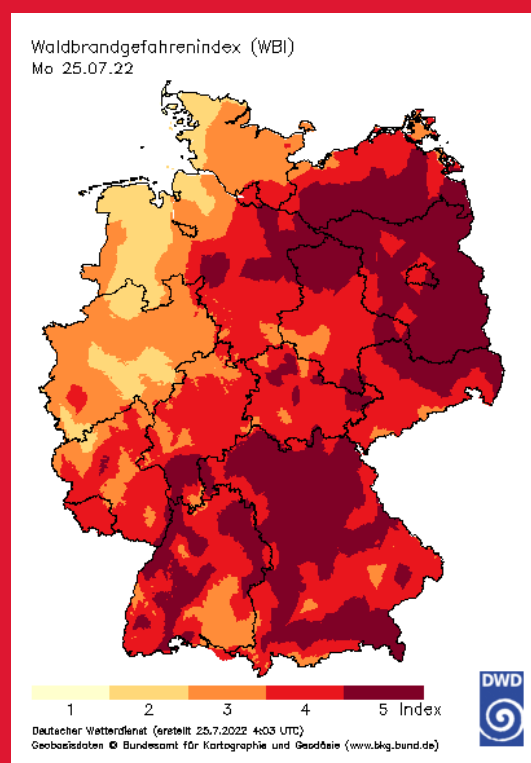 Waldbrandgefahrenindex (WBI)
Mo 25.07.22
1 2 3 4 5 Index
Deutscher Wetterdienst (erstellt 25.7.2022 4:03 UTC)
Geobasisdaten © Bundesamt für Kartographie und Geodäsie (www.bkg.bund.de)
DWD